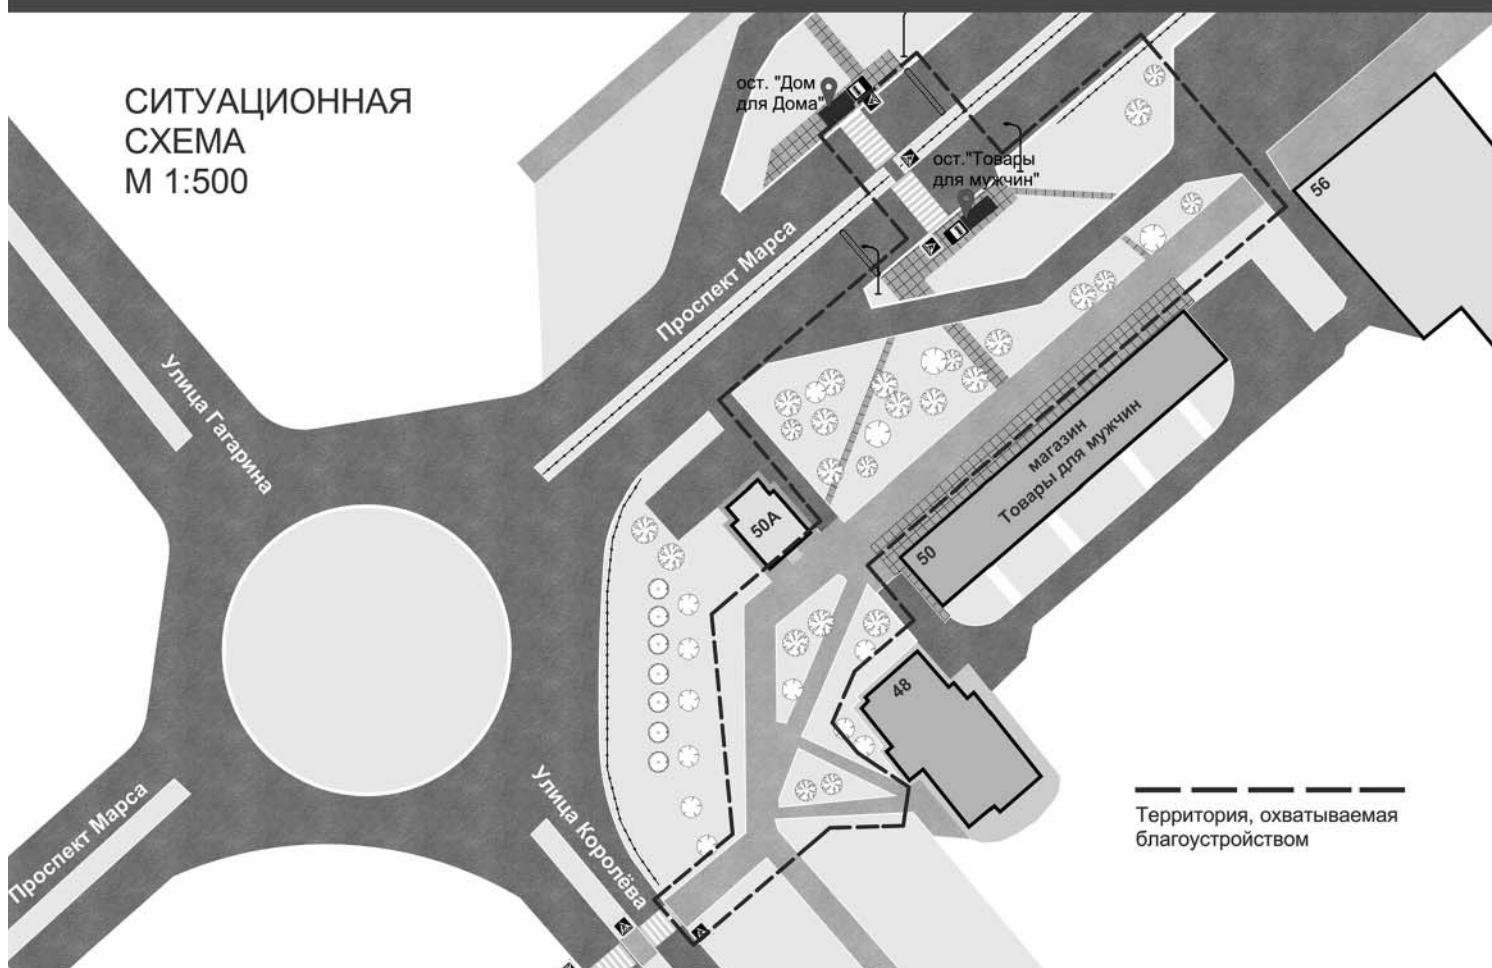 СИТУАЦИОННАЯ
СХЕМА
М 1:500
ост. "Дом
для Дома"
ост."Товары
для мужчин"
56
Проспект Марса
Улица Гагарина
магазин
Товары для мужчин
50А
50
48
Улица Королёва
Проспект Марса
Территория, охватываемая
благоустройством